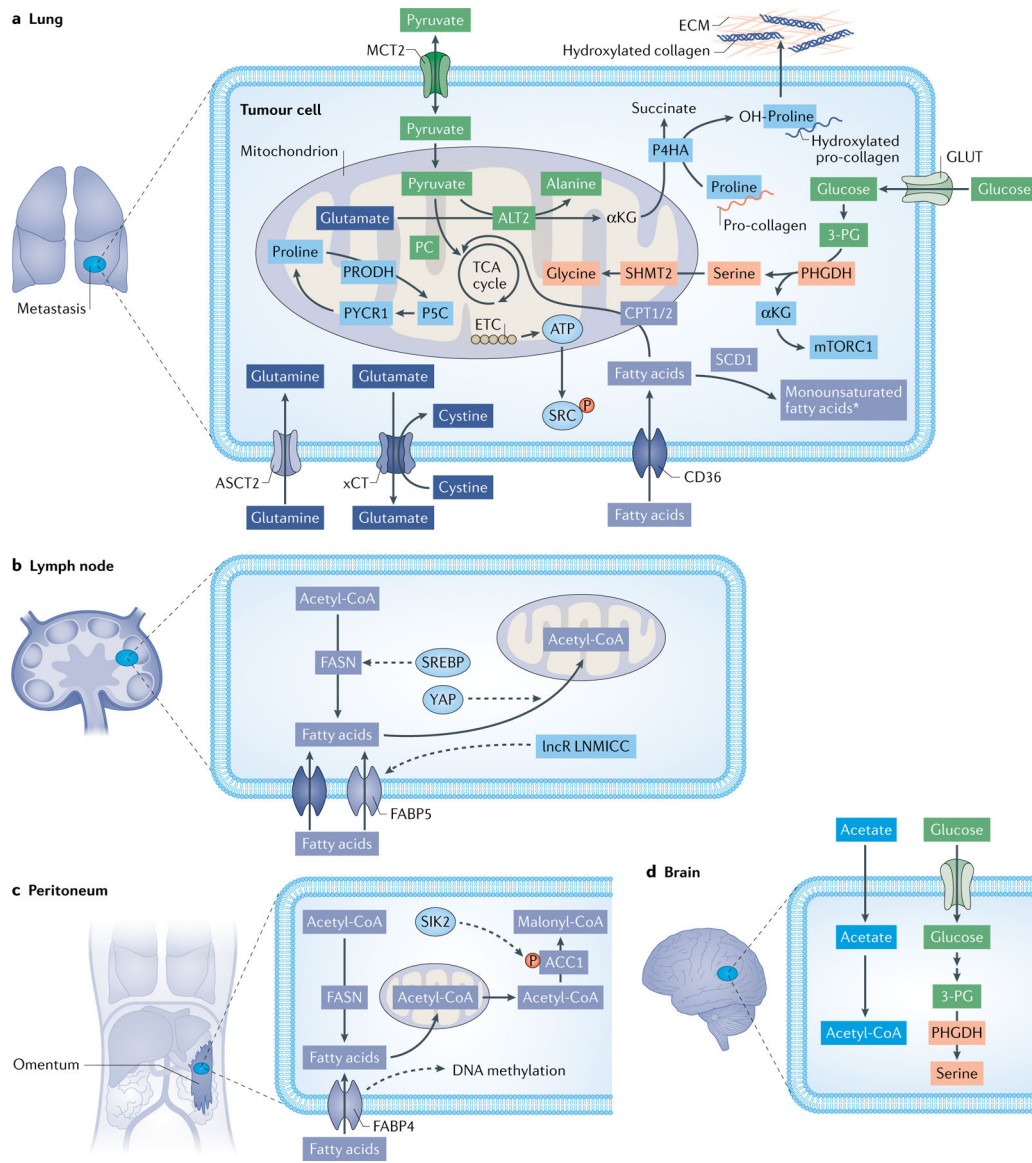 a Lung
Pyruvate
MCT2
ECM
Hydroxylated collagen
Tumour cell
Succinate
Pyruvate
OH-Proline
Mitochondrion
P4HA
Hydroxylated
pro-collagen
GLUT
Pyruvate
Alanine
Proline
Glucose
Glucose
Glutamate
ALT2
αKG
Pro-collagen
3-PG
PC
Proline
TCA
cycle
Glycine
SHMT2
Serine
PHGDH
PRODH
PYCR1
P5C
CPT1/2
αKG
ETC
ATP
mTORC1
SCD1
Glutamine
Glutamate
Fatty acids
Monounsaturated
fatty acids*
Cystine
SRC
P
ASCT2
xCT
CD36
Cystine
Glutamine
Glutamate
Fatty acids
b Lymph node
Acetyl-CoA
Acetyl-CoA
FASN
SREBP
YAP
Fatty acids
lncR LNMICC
FABP5
Fatty acids
c Peritoneum
Acetyl-CoA
SIK2
Malonyl-CoA
P
ACC1
FASN
Acetyl-CoA
Acetyl-CoA
Fatty acids
Omentum
DNA methylation
FABP4
Fatty acids
d Brain
Acetate
Glucose
Acetate
Glucose
3-PG
Acetyl-CoA
PHGDH
Serine
Metastasis